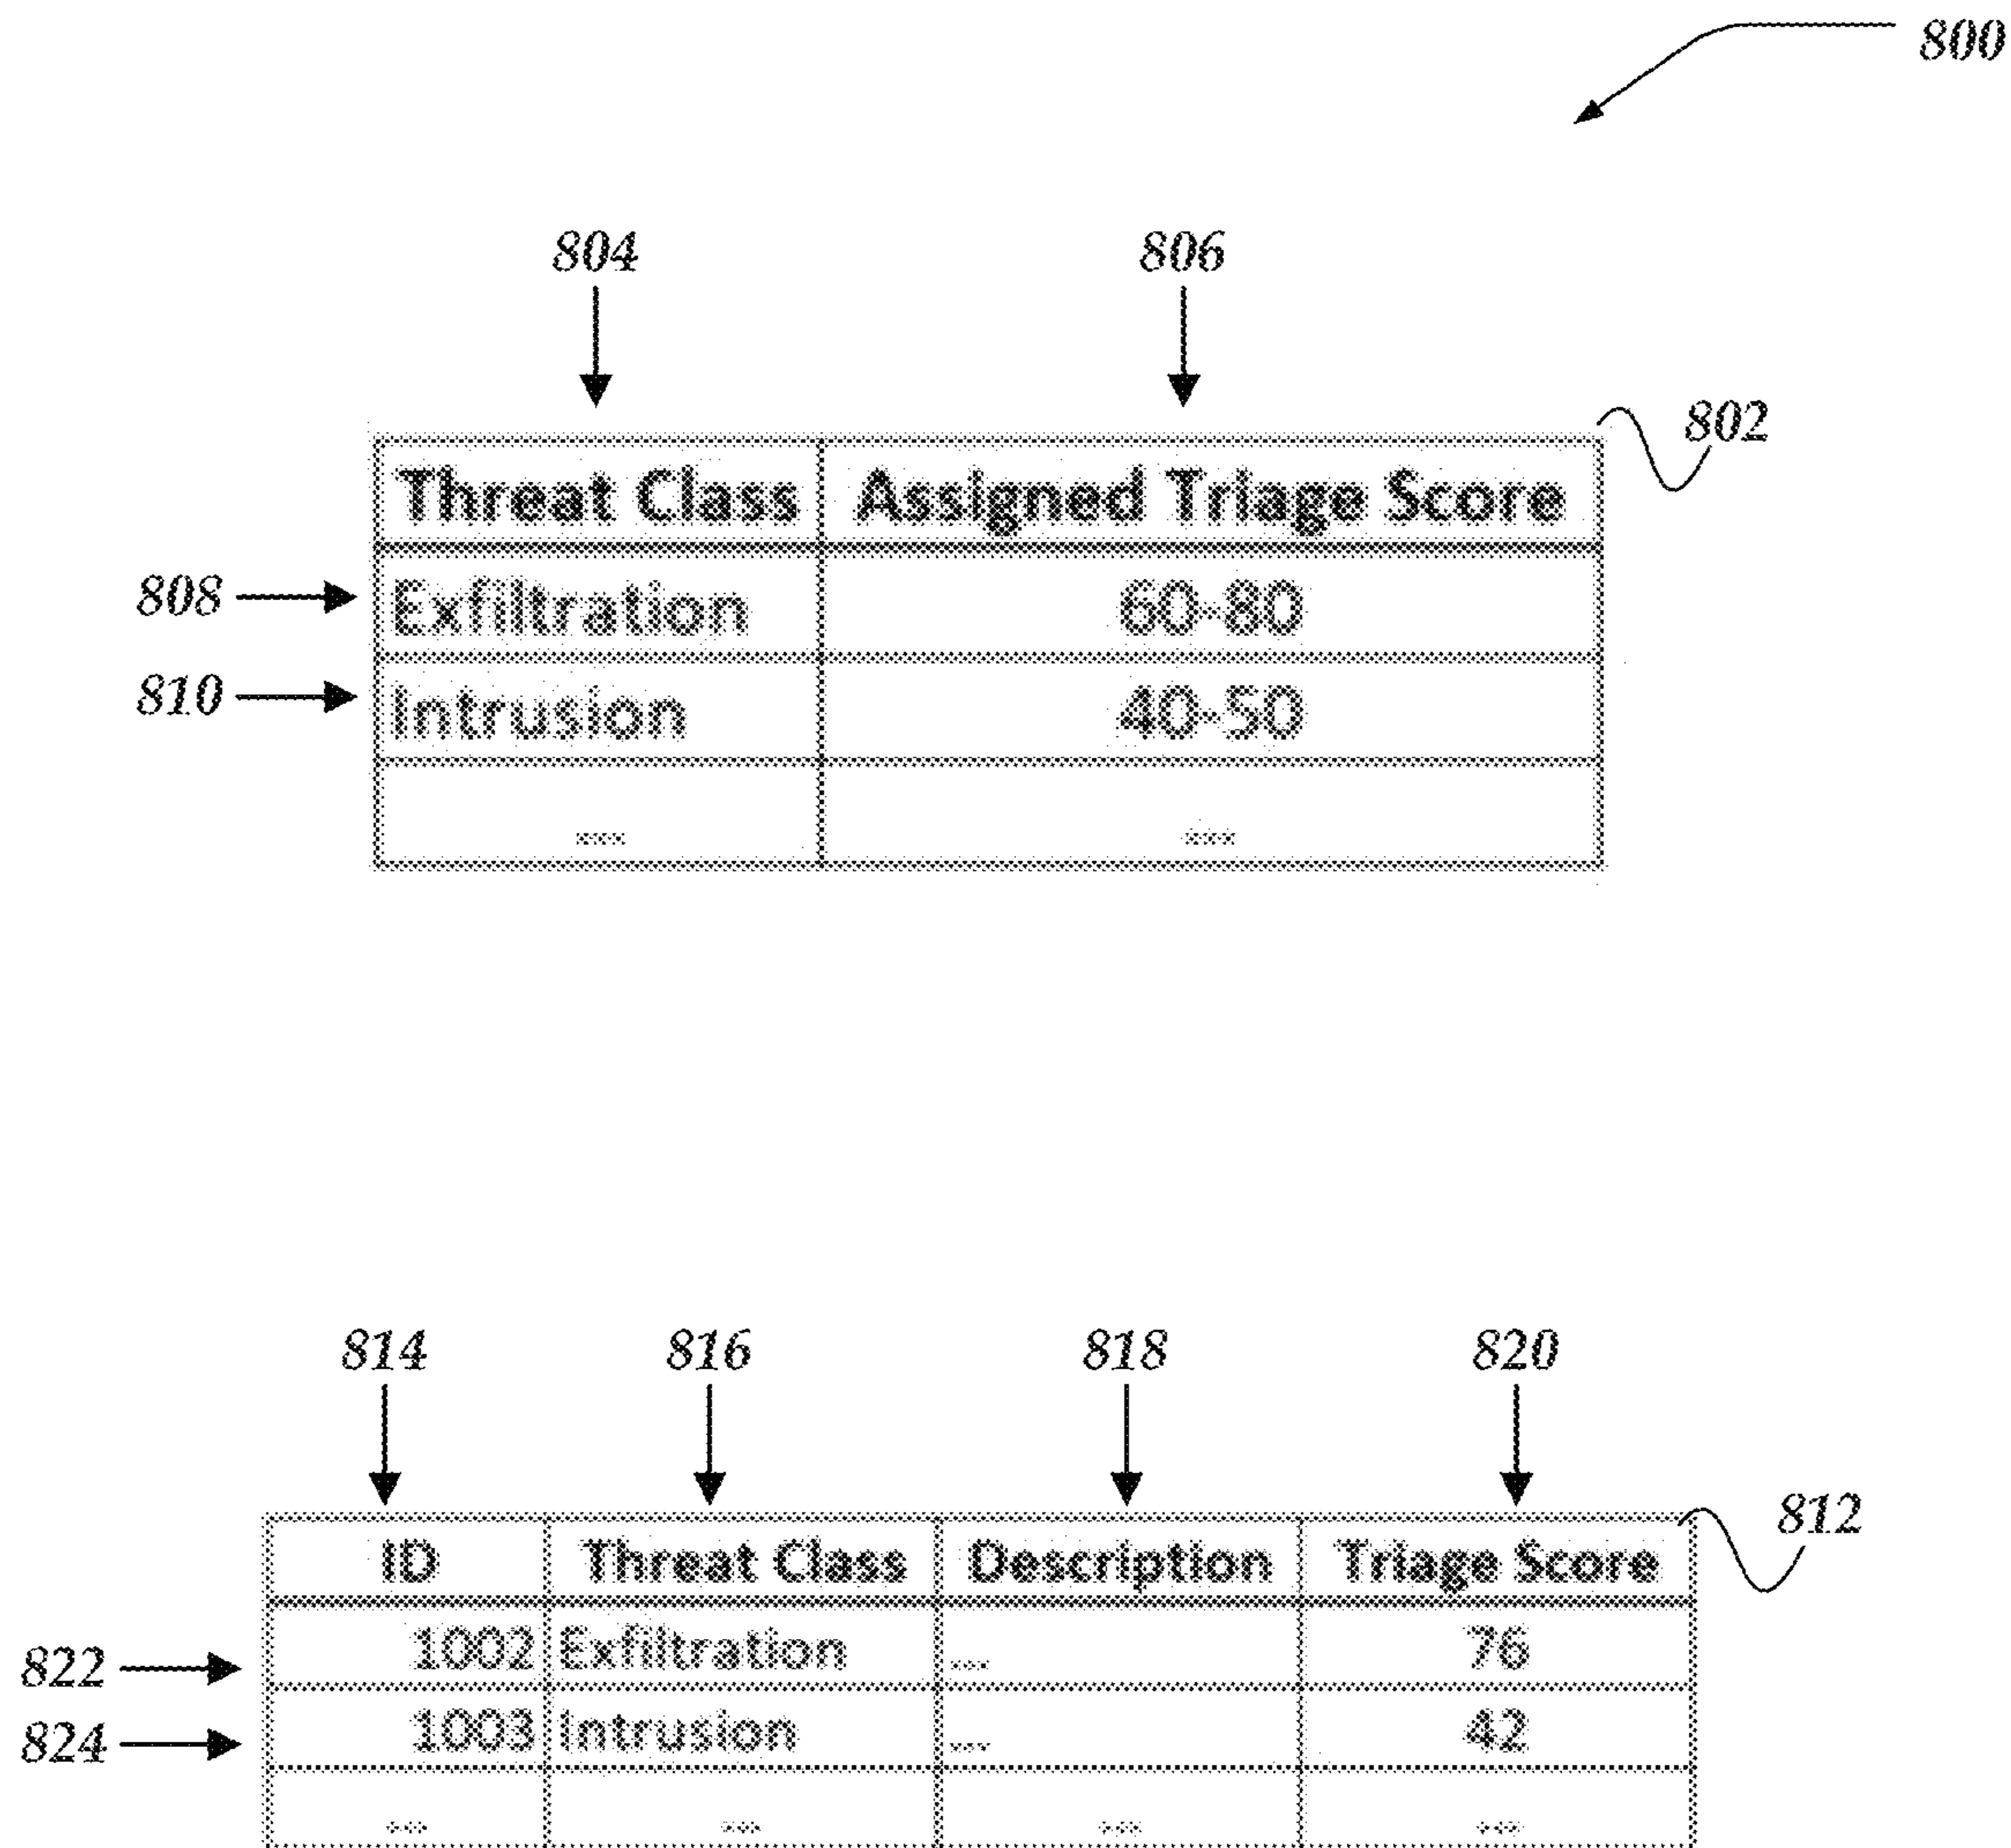 800
804 806
802
Threat Class Assigned Triage Score
808 Exfiltration 60-80
810 Intrusion 40-50
... ...
814 816 818 820
812
ID Threat Class Description Triage Score
822 1002 Exfiltration ... 76
824 1003 Intrusion ... 42
... ... ... ...